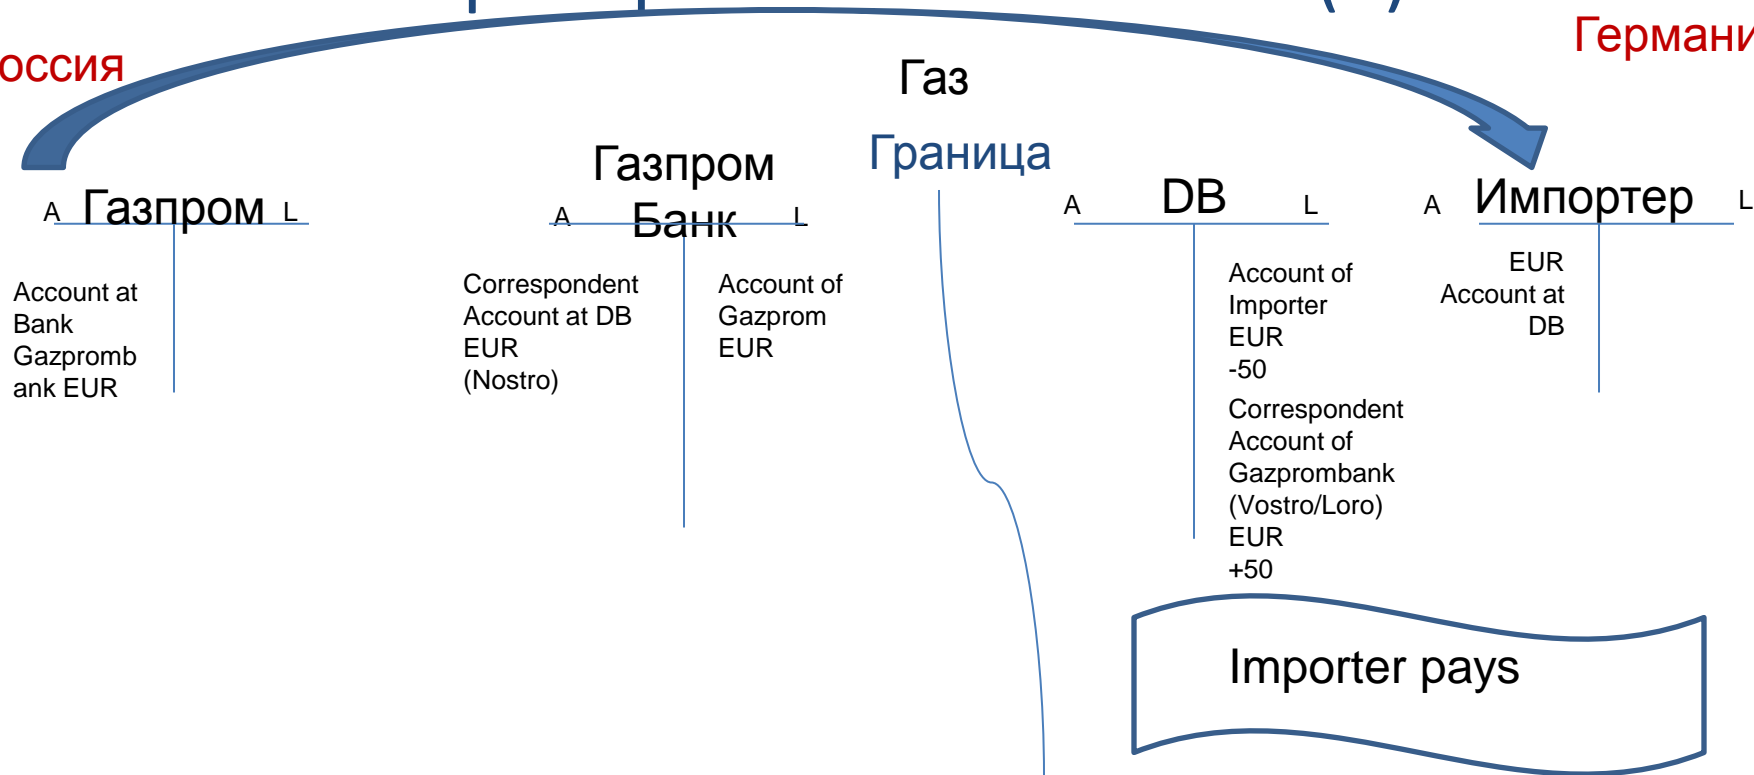 оссия
Германи
Газ
Граница
A Газпром L
Газпром
A Банк L
A DB L
A Импортер L
Account at
Bank
Gazpromb
ank EUR
Correspondent
Account at DB
EUR
(Nostro)
Account of
Gazprom
EUR
Account of
Importer
EUR
-50
Correspondent
Account of
Gazprombank
(Vostro/Loro)
EUR
+50
EUR
Account at
DB
Importer pays